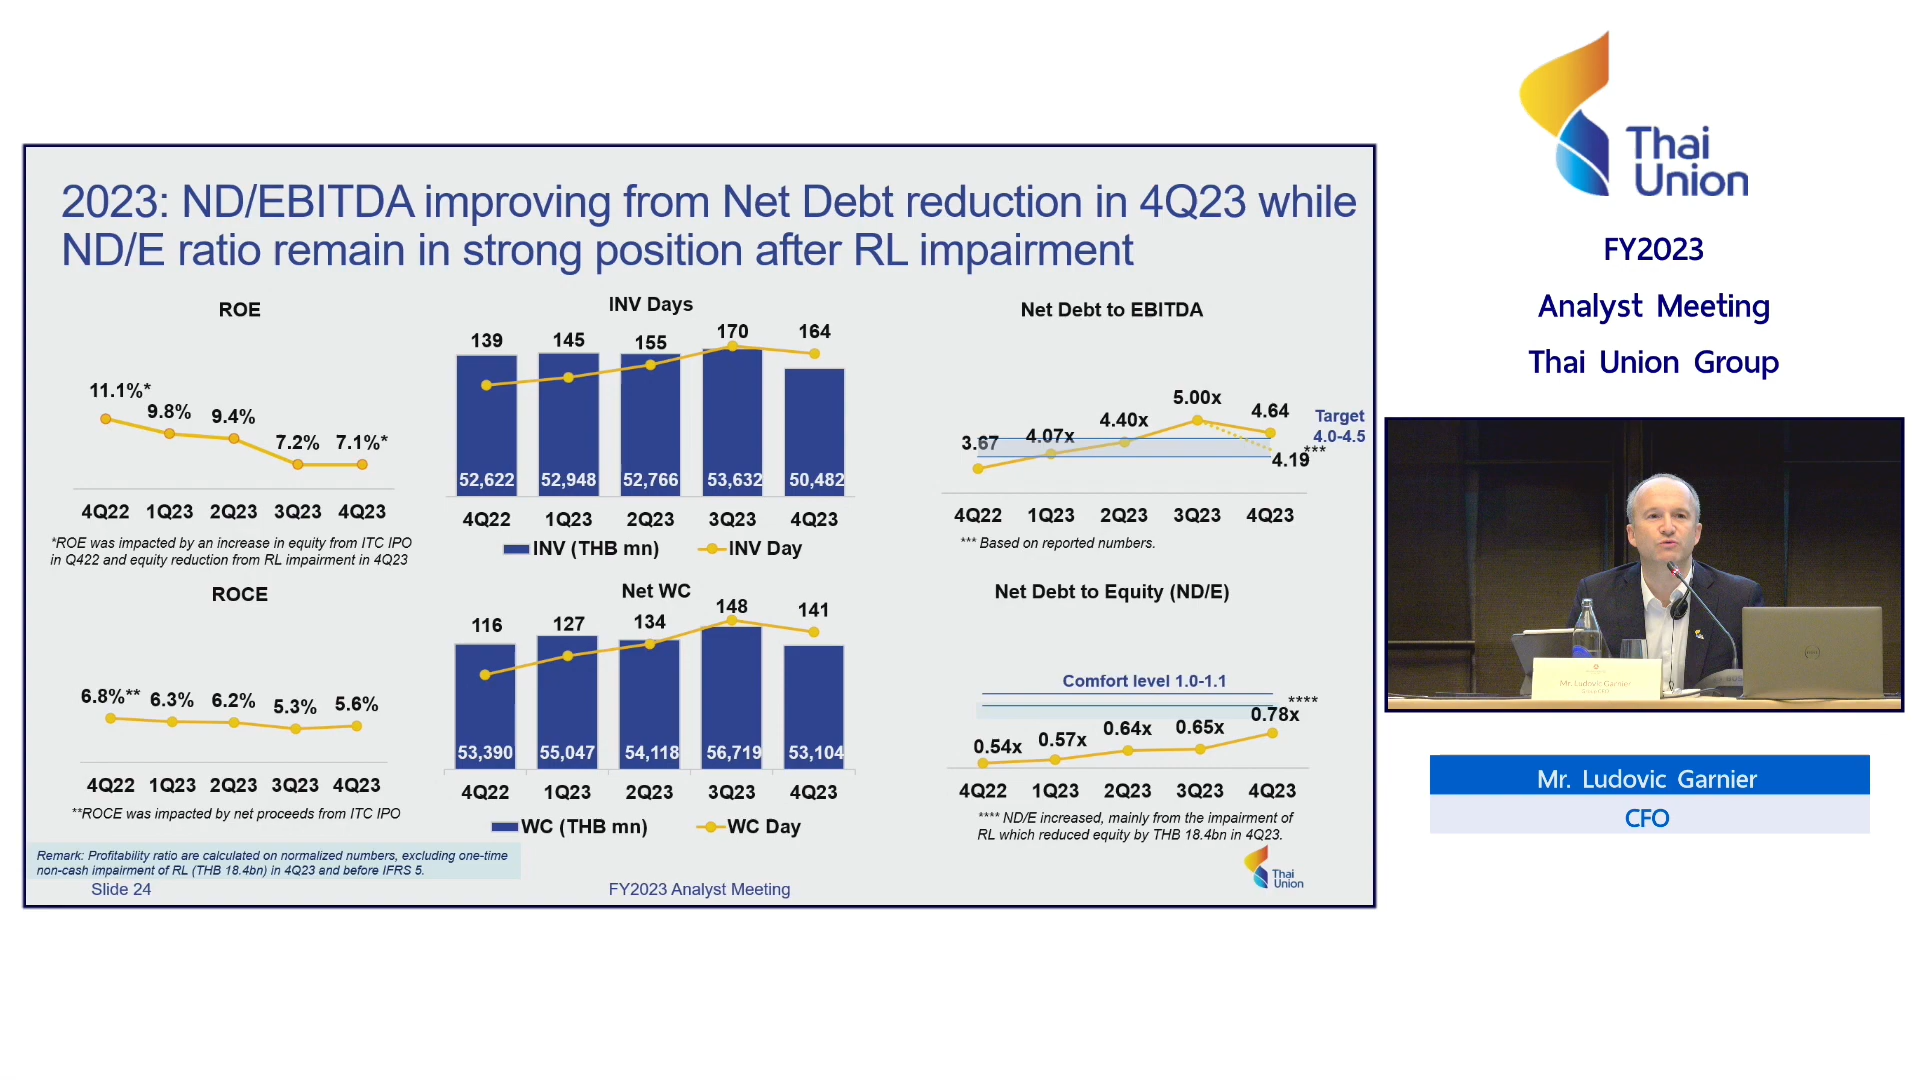 2023: ND/EBITDA improving from Net Debt reduction in 4Q23 while
ND/E ratio remain in strong position after RL impairment
ROE
11.1%*
9.8%
9.4%
7.2%
7.1%*
4Q22 1Q23 2Q23 3Q23 4Q23
*ROE was impacted by an increase in equity from ITC IPO
in Q422 and equity reduction from RL impairment in 4Q23
INV Days
139 145 155 170 164
52,622 52,948 52,766 53,632 50,482
4Q22 1Q23 2Q23 3Q23 4Q23
INV (THB mn) INV Day
Net Debt to EBITDA
3.67 4.07x 4.40x 5.00x 4.64
Target
4.0-4.5
4.19***
4Q22 1Q23 2Q23 3Q23 4Q23
*** Based on reported numbers.
ROCE
6.8%** 6.3% 6.2% 5.3% 5.6%
4Q22 1Q23 2Q23 3Q23 4Q23
**ROCE was impacted by net proceeds from ITC IPO
Net WC
116 127 134 148 141
53,390 55,047 54,118 56,719 53,104
4Q22 1Q23 2Q23 3Q23 4Q23
WC (THB mn) WC Day
Net Debt to Equity (ND/E)
Comfort level 1.0-1.1
0.54x 0.57x 0.64x 0.65x 0.78x****
4Q22 1Q23 2Q23 3Q23 4Q23
**** ND/E increased, mainly from the impairment of
RL which reduced equity by THB 18.4bn in 4Q23.
Remark: Profitability ratio are calculated on normalized numbers, excluding one-time
non-cash impairment of RL (THB 18.4bn) in 4Q23 and before IFRS 5.
Slide 24
FY2023 Analyst Meeting
Thai
Union
Thai
Union
FY2023
Analyst Meeting
Thai Union Group
Mr. Ludovic Garnier
Mr. Ludovic Garnier
CFO